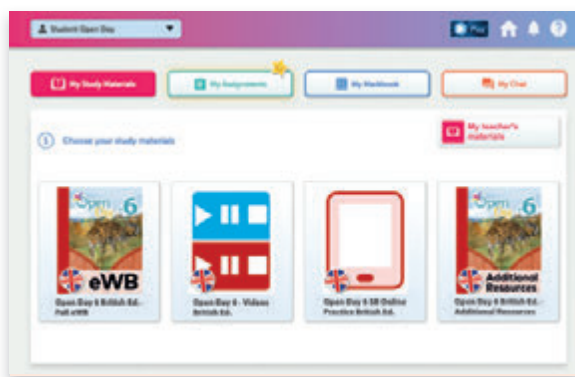 Student Open Day
Play
My Study Materials
My Assignments
My Markbook
My Chat
Choose your study materials
My teacher's
materials
Open
Day 6
eWB
Open Day 6 British Ed. -
Full eWB
Open Day 6 - Videos
British Ed.
Open Day 6 SB Online
Practice British Ed.
Open
Day 6
Additional
Resources
Open Day 6 British Ed. -
Additional Resources